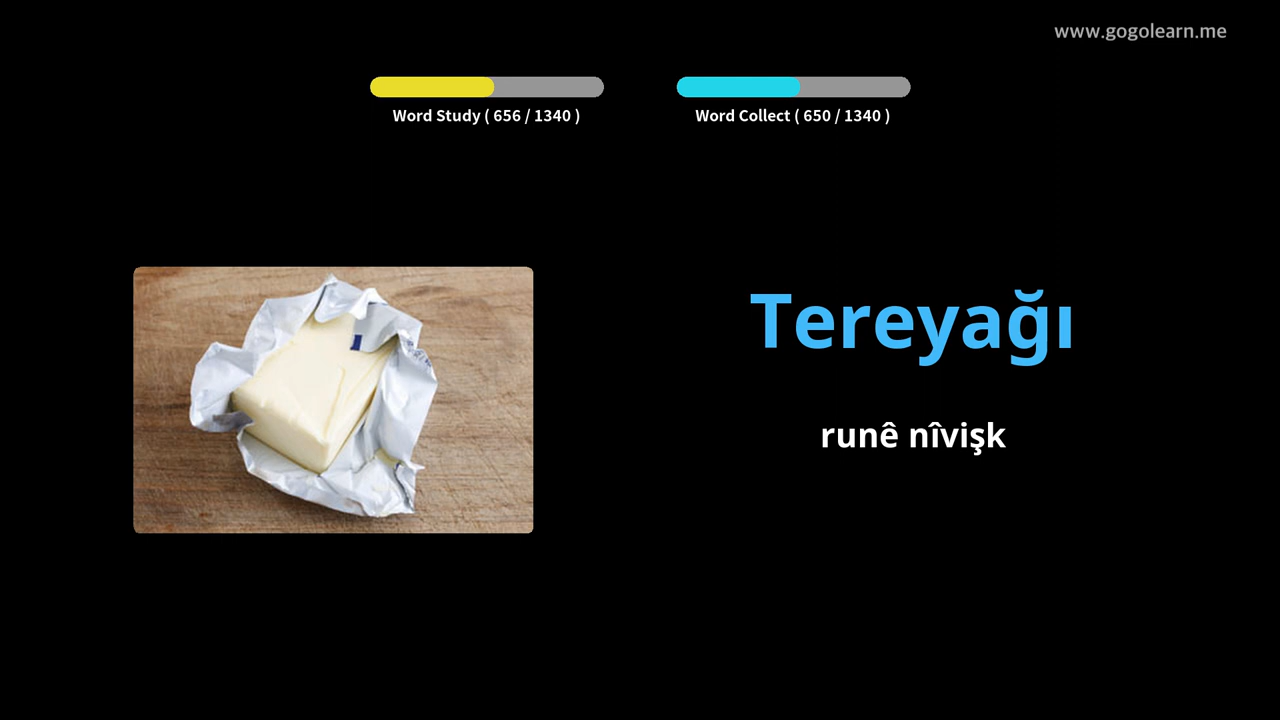 www.gogolearn.me
Word Study ( 656 / 1340 )
Word Collect ( 650 / 1340 )
Tereyağı
runê nîvişk